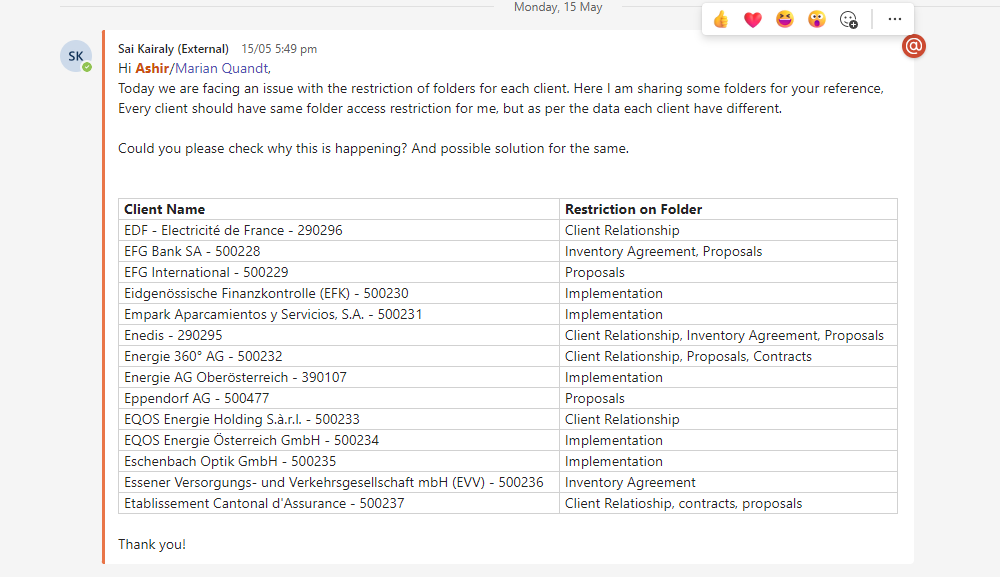 Monday, 15 May
SK
Sai Kairaly (External) 15/05 5:49 pm
Hi Ashir/Marian Quandt,
Today we are facing an issue with the restriction of folders for each client. Here I am sharing some folders for your reference,
Every client should have same folder access restriction for me, but as per the data each client have different.
Could you please check why this is happening? And possible solution for the same.
Client Name Restriction on Folder
EDF - Electricité de France - 290296 Client Relationship
EFG Bank SA - 500228 Inventory Agreement, Proposals
EFG International - 500229 Proposals
Eidgenössische Finanzkontrolle (EFK) - 500230 Implementation
Empark Aparcamientos y Servicios, S.A. - 500231 Implementation
Enedis - 290295 Client Relationship, Inventory Agreement, Proposals
Energie 360° AG - 500232 Client Relationship, Proposals, Contracts
Energie AG Oberösterreich - 390107 Implementation
Eppendorf AG - 500477 Proposals
EQOS Energie Holding S.à.r.l. - 500233 Client Relationship
EQOS Energie Österreich GmbH - 500234 Implementation
Eschenbach Optik GmbH - 500235 Implementation
Essener Versorgungs- und Verkehrsgesellschaft mbH (EVV) - 500236 Inventory Agreement
Etablissement Cantonal d'Assurance - 500237 Client Relatioship, contracts, proposals
Thank you!